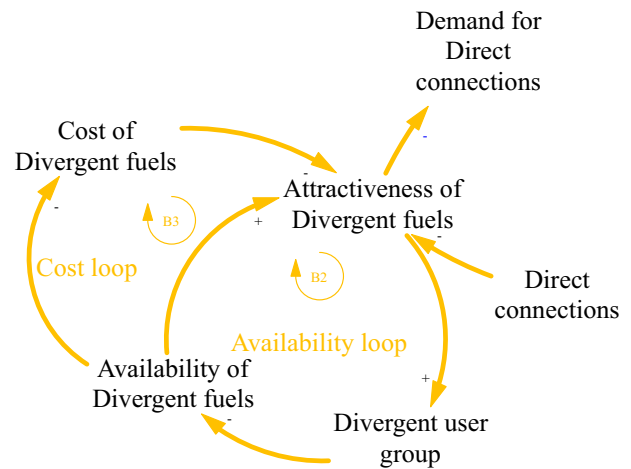 Demand for
Direct
connections
-
Cost of
Divergent fuels
-
-
Attractiveness of
Divergent fuels
B3
+
-
B2
Cost loop
Direct
connections
Availability loop
Availability of
Divergent fuels
+
-
Divergent user
group